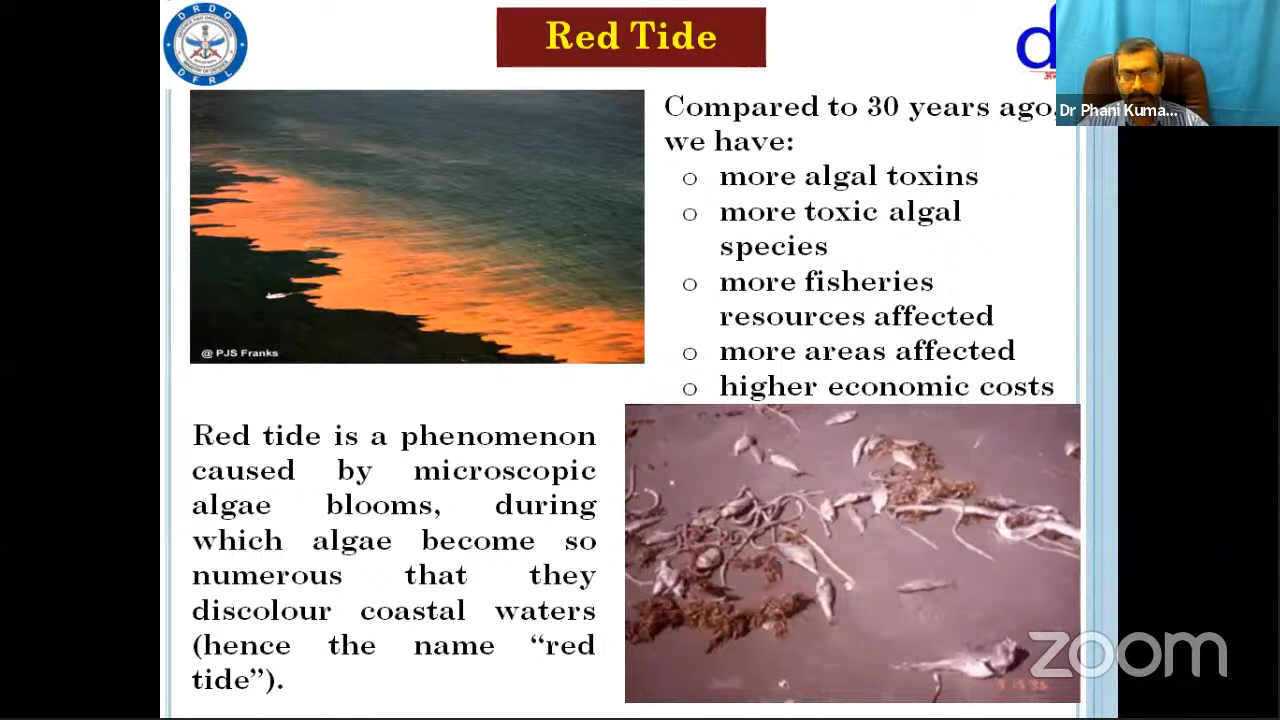 DRDO
DFRL
Red Tide
Dr Phani Kuma...
@ PJS Franks
Compared to 30 years ago,
we have:
o more algal toxins
o more toxic algal
species
o more fisheries
resources affected
o more areas affected
o higher economic costs
Red tide is a phenomenon
caused by microscopic
algae blooms, during
which algae become so
numerous that they
discolour coastal waters
(hence the name “red
tide”).
zoom